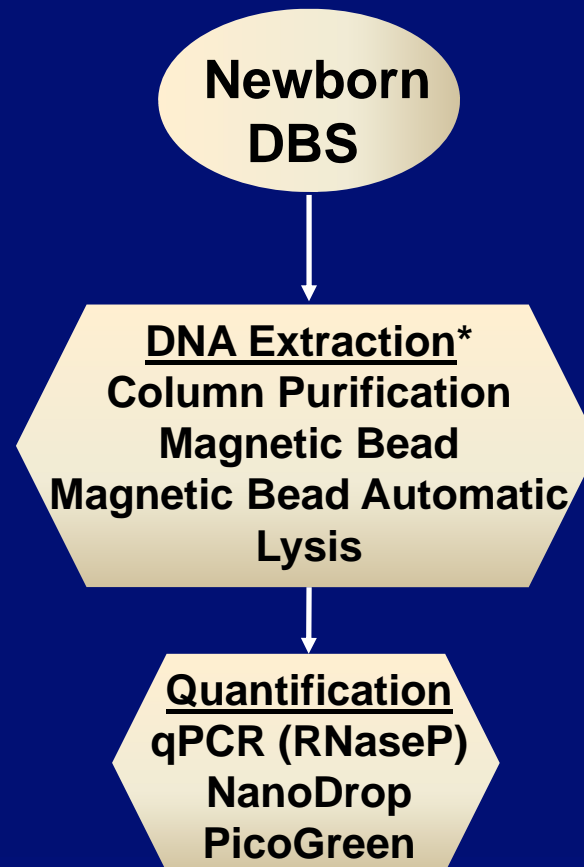 Newborn
DBS
DNA Extraction*
Column Purification
Magnetic Bead
Magnetic Bead Automatic
Lysis
Quantification
qPCR (RNaseP)
NanoDrop
PicoGreen